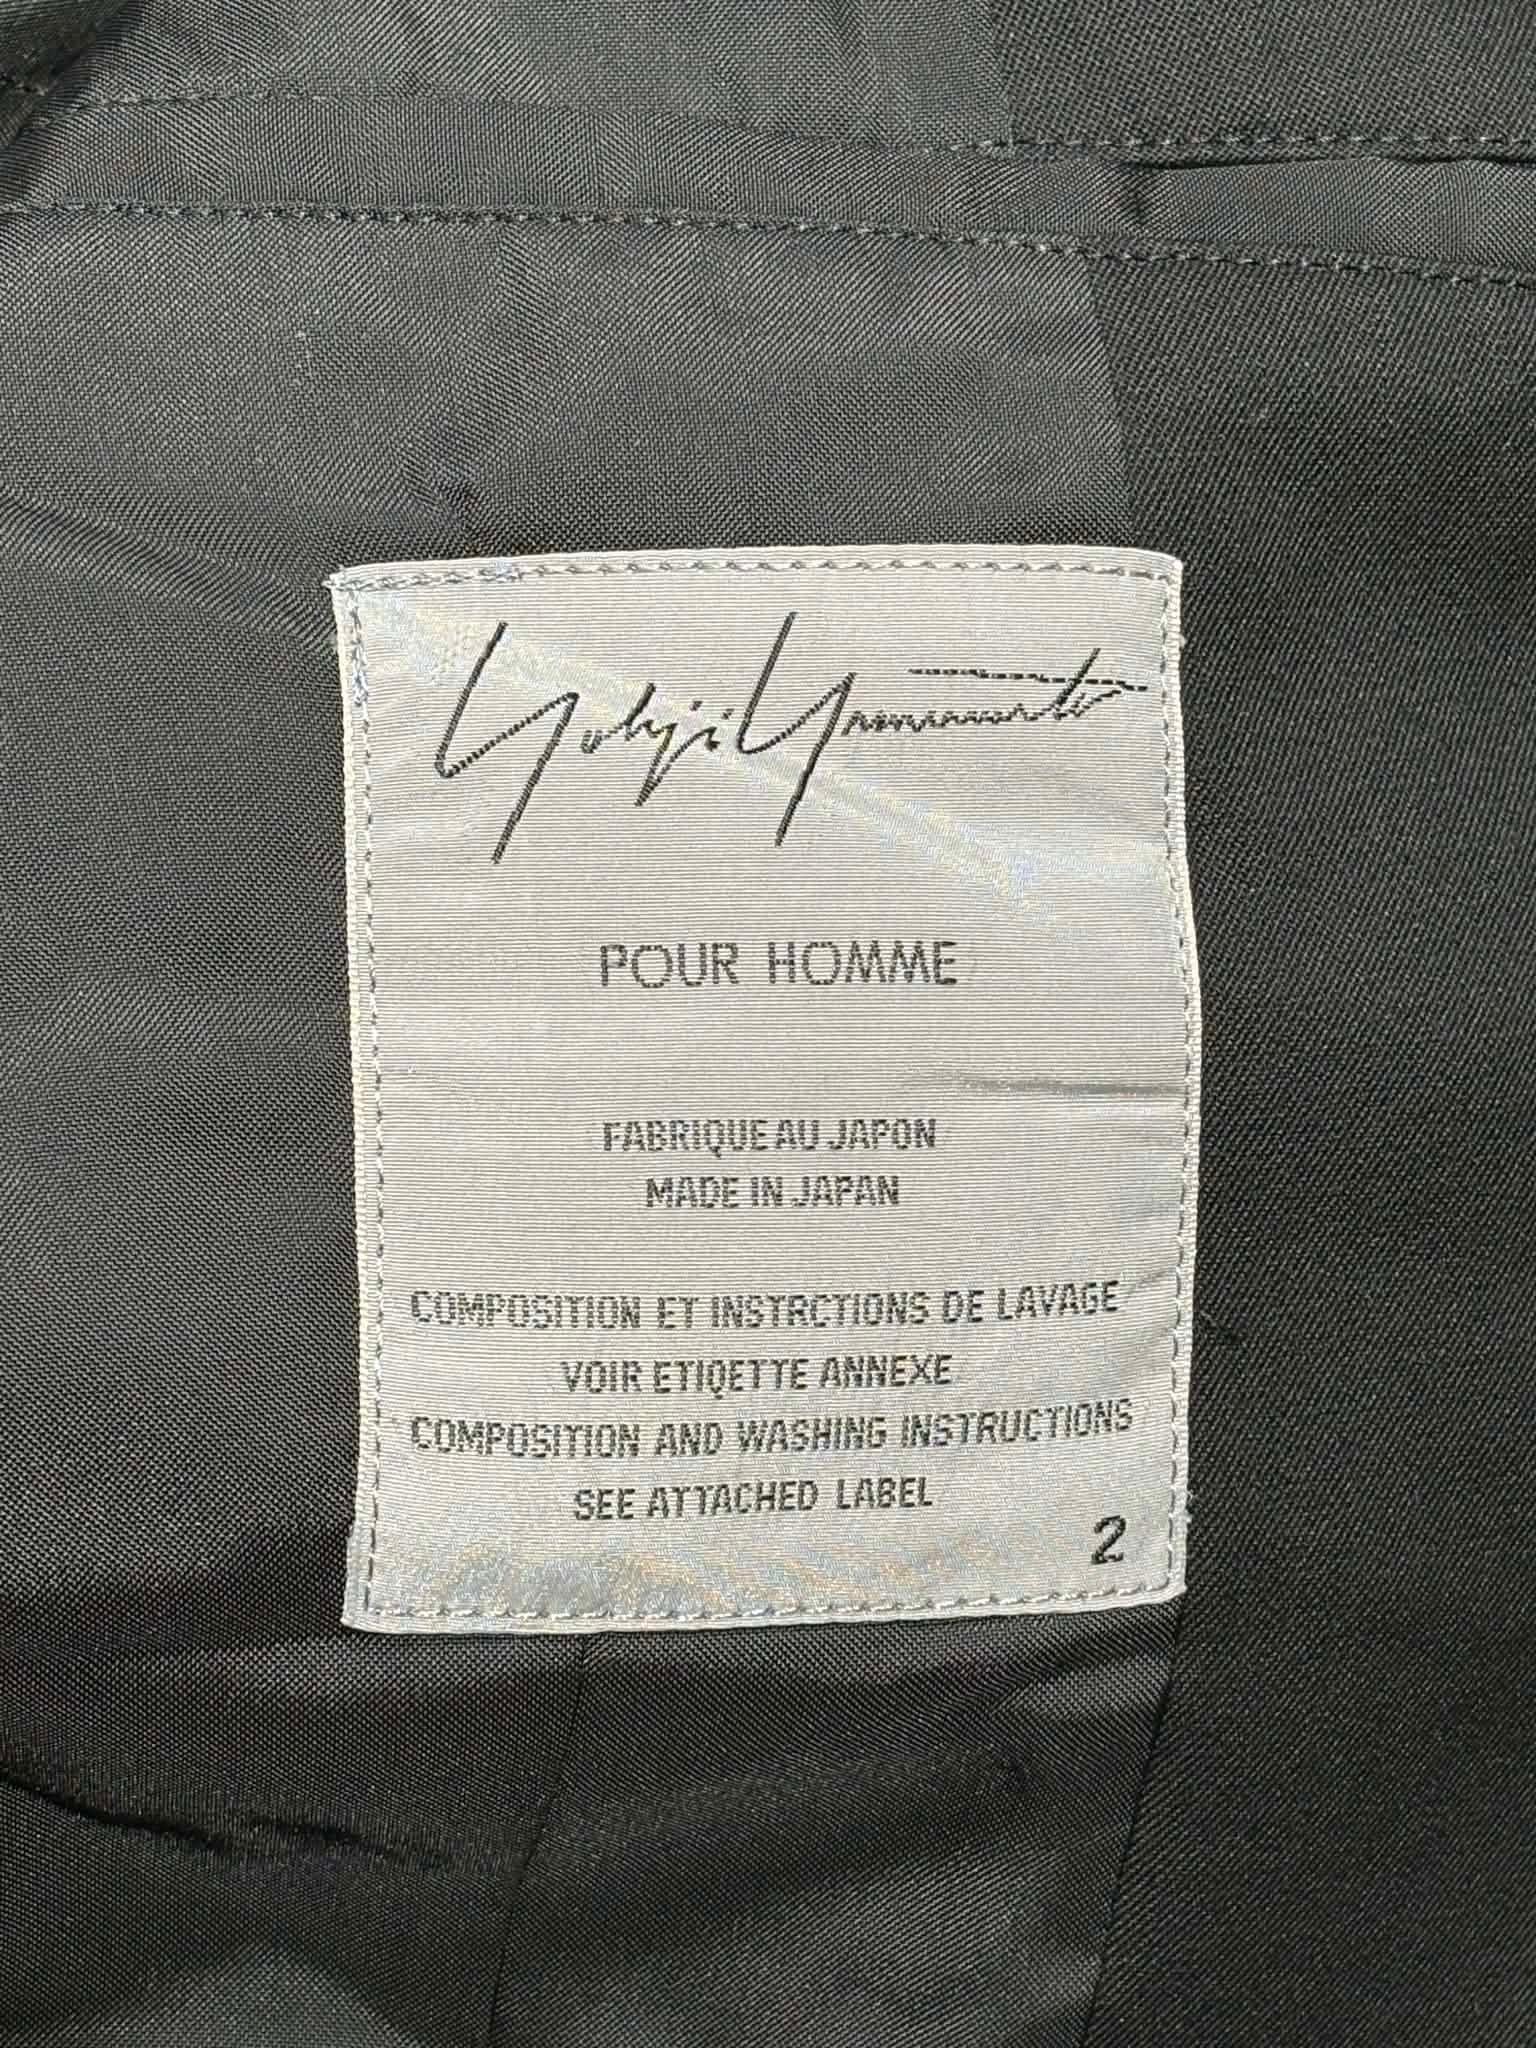 Yohji Yamamoto
POUR HOMME
FABRIQUE AU JAPON
MADE IN JAPAN
COMPOSITION ET INSTRCTIONS DE LAVAGE
VOIR ETIQETTE ANNEXE
COMPOSITION AND WASHING INSTRUCTIONS
SEE ATTACHED LABEL
2